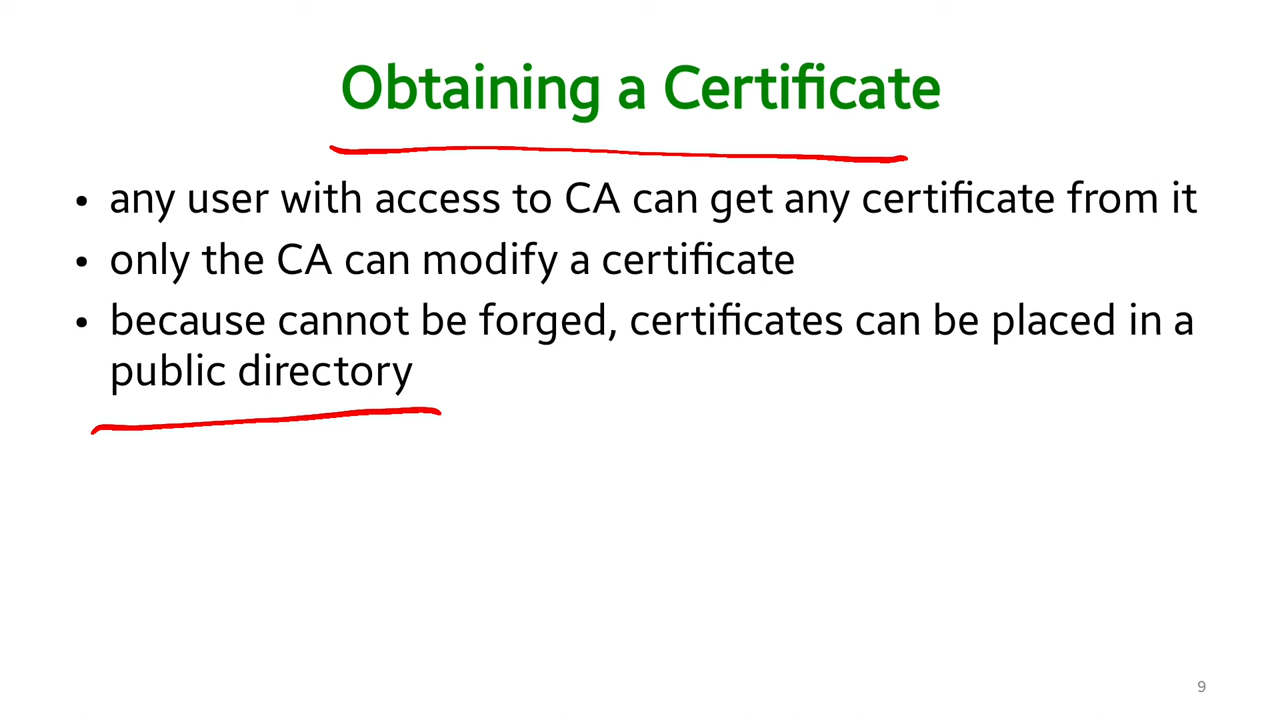 Obtaining a Certificate
• any user with access to CA can get any certificate from it
• only the CA can modify a certificate
• because cannot be forged, certificates can be placed in a
public directory
9